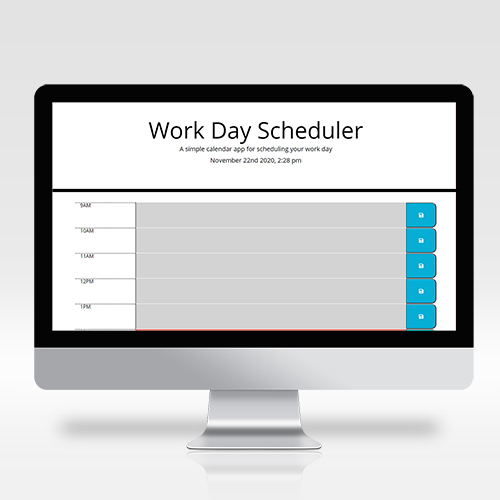 Work Day Scheduler
A simple calendar app for scheduling your work day
November 22nd 2020, 2:28 pm
9AM
10AM
11AM
12PM
1PM